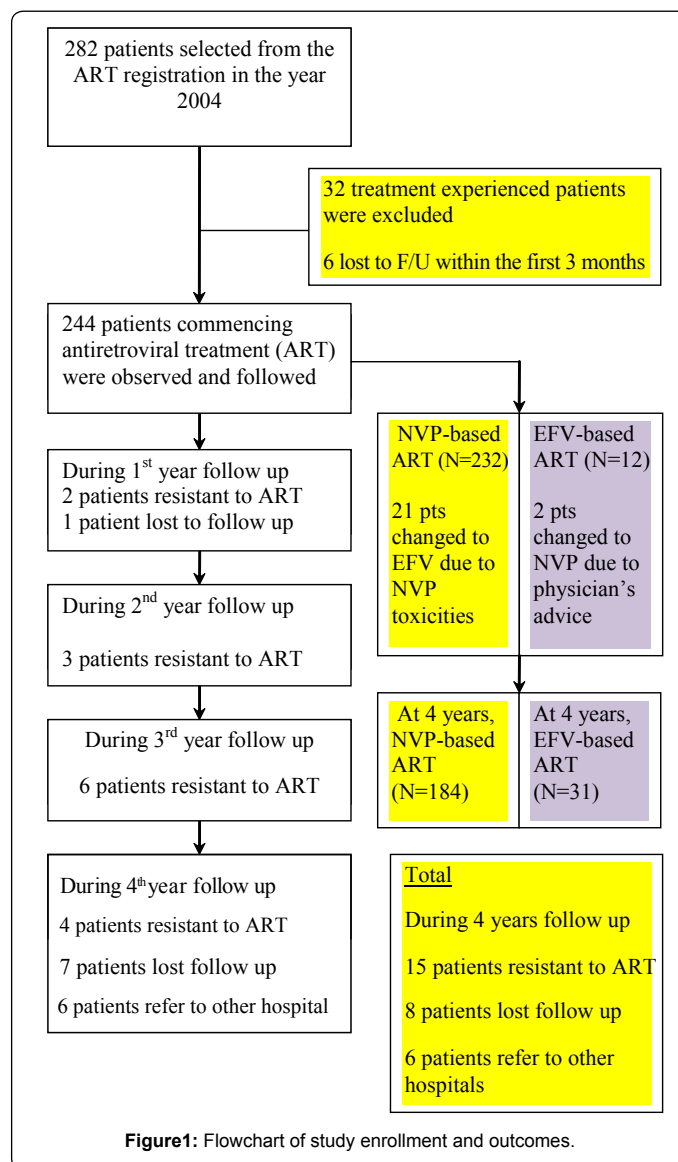 282 patients selected from the
ART registration in the year
2004
32 treatment experienced patients
were excluded
6 lost to F/U within the first 3 months
244 patients commencing
antiretroviral treatment (ART)
were observed and followed
During 1st year follow up
2 patients resistant to ART
1 patient lost to follow up
During 2nd year follow up
3 patients resistant to ART
During 3rd year follow up
6 patients resistant to ART
During 4th year follow up
4 patients resistant to ART
7 patients lost follow up
6 patients refer to other hospital
NVP-based
ART (N=232)
21 pts
changed to
EFV due to
NVP
toxicities
EFV-based
ART (N=12)
2 pts
changed to
NVP due to
physician’s
advice
At 4 years,
NVP-based
ART
(N=184)
At 4 years,
EFV-based
ART
(N=31)
Total
During 4 years follow up
15 patients resistant to ART
8 patients lost follow up
6 patients refer to other
hospitals
Figure1: Flowchart of study enrollment and outcomes.